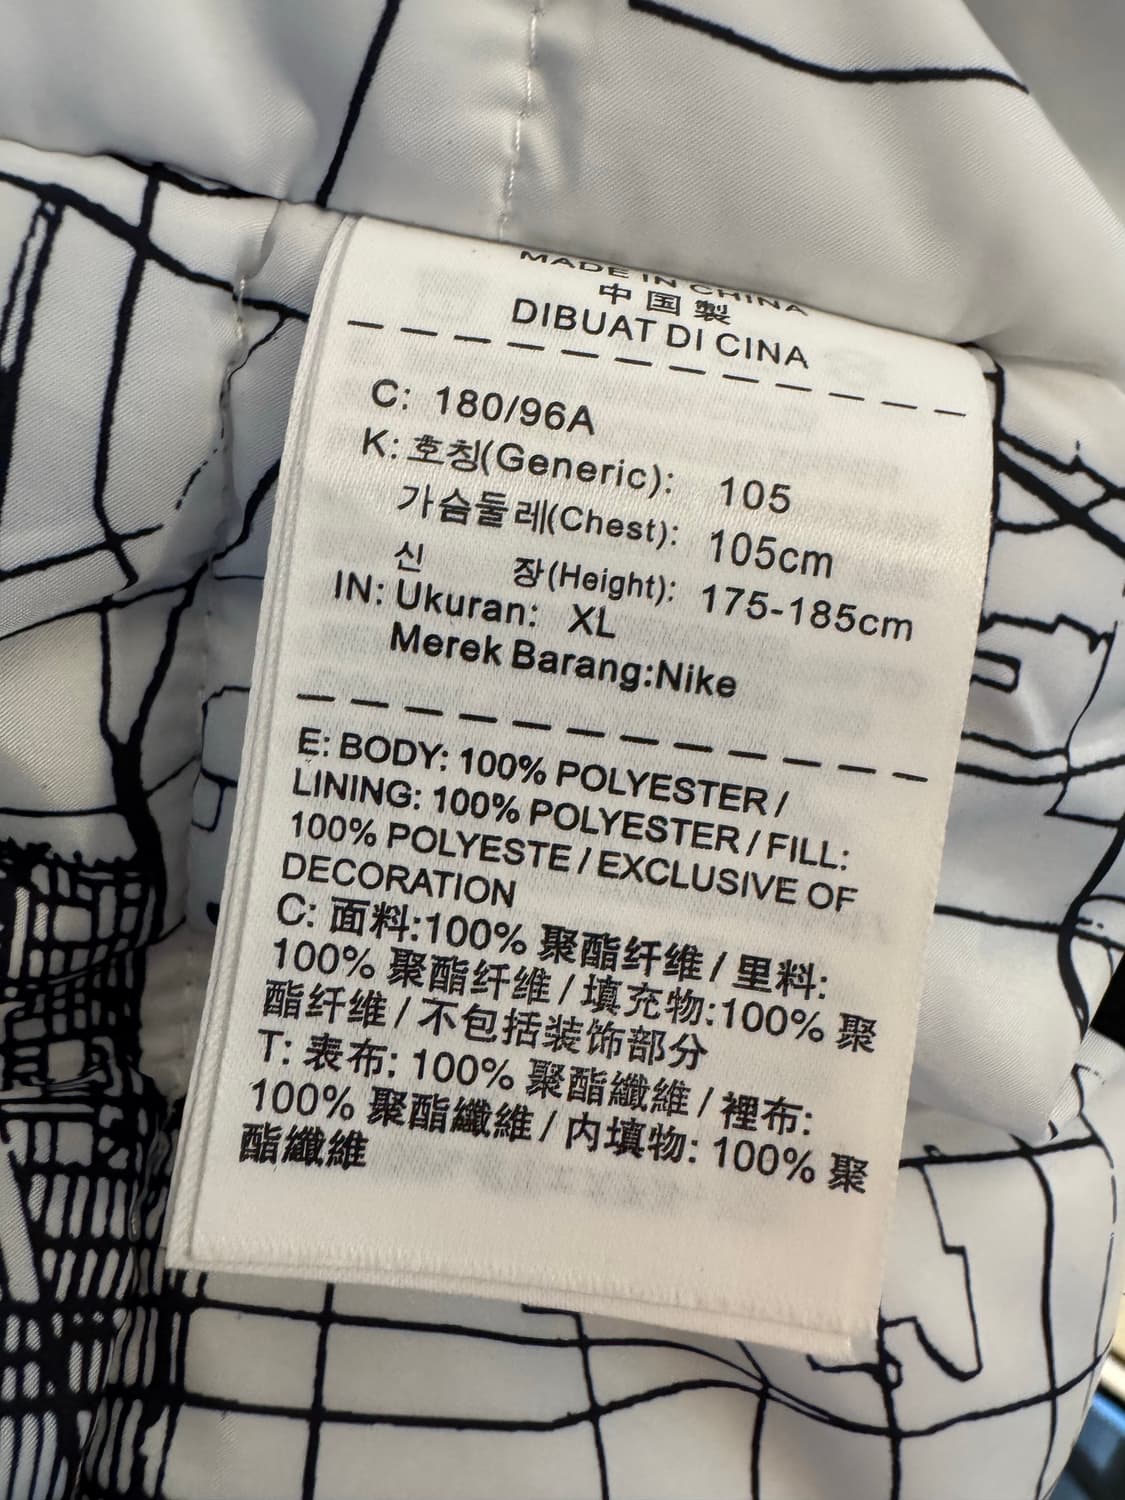 MADE IN CHINA
中国製
DIBUAT DI CINA
C: 180/96A
K: 호칭(Generic): 105
가슴둘레(Chest): 105cm
신 장(Height): 175-185cm
IN: Ukuran: XL
Merek Barang:Nike
E: BODY: 100% POLYESTER /
LINING: 100% POLYESTER / FILL:
100% POLYESTE / EXCLUSIVE OF
DECORATION
C: 面料:100% 聚酯纤维 / 里料:
100% 聚酯纤维 / 填充物:100% 聚
酯纤维 / 不包括装饰部分
T: 表布: 100% 聚酯纖維 / 裡布:
100% 聚酯纖維 / 内填物: 100% 聚
酯纖維